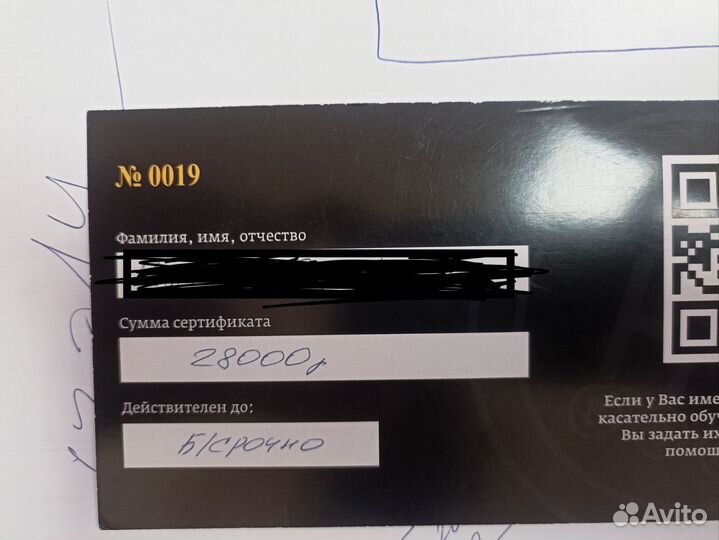 № 0019
Фамилия, имя, отчество
Сумма сертификата
28000р
Действителен до:
Б/срочно
Если у Вас име
касательно обу
Вы задать их
помощ
Avito